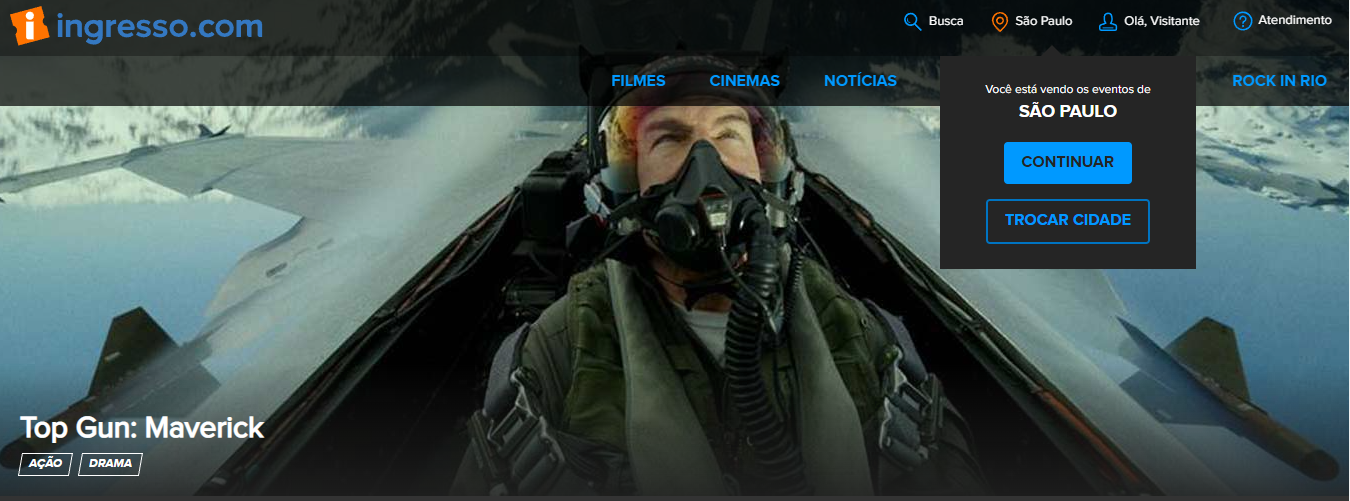 ingresso.com
Busca
São Paulo
Olá, Visitante
Atendimento
FILMES
CINEMAS
NOTÍCIAS
ROCK IN RIO
Você está vendo os eventos de
SÃO PAULO
CONTINUAR
TROCAR CIDADE
Top Gun: Maverick
AÇÃO
DRAMA